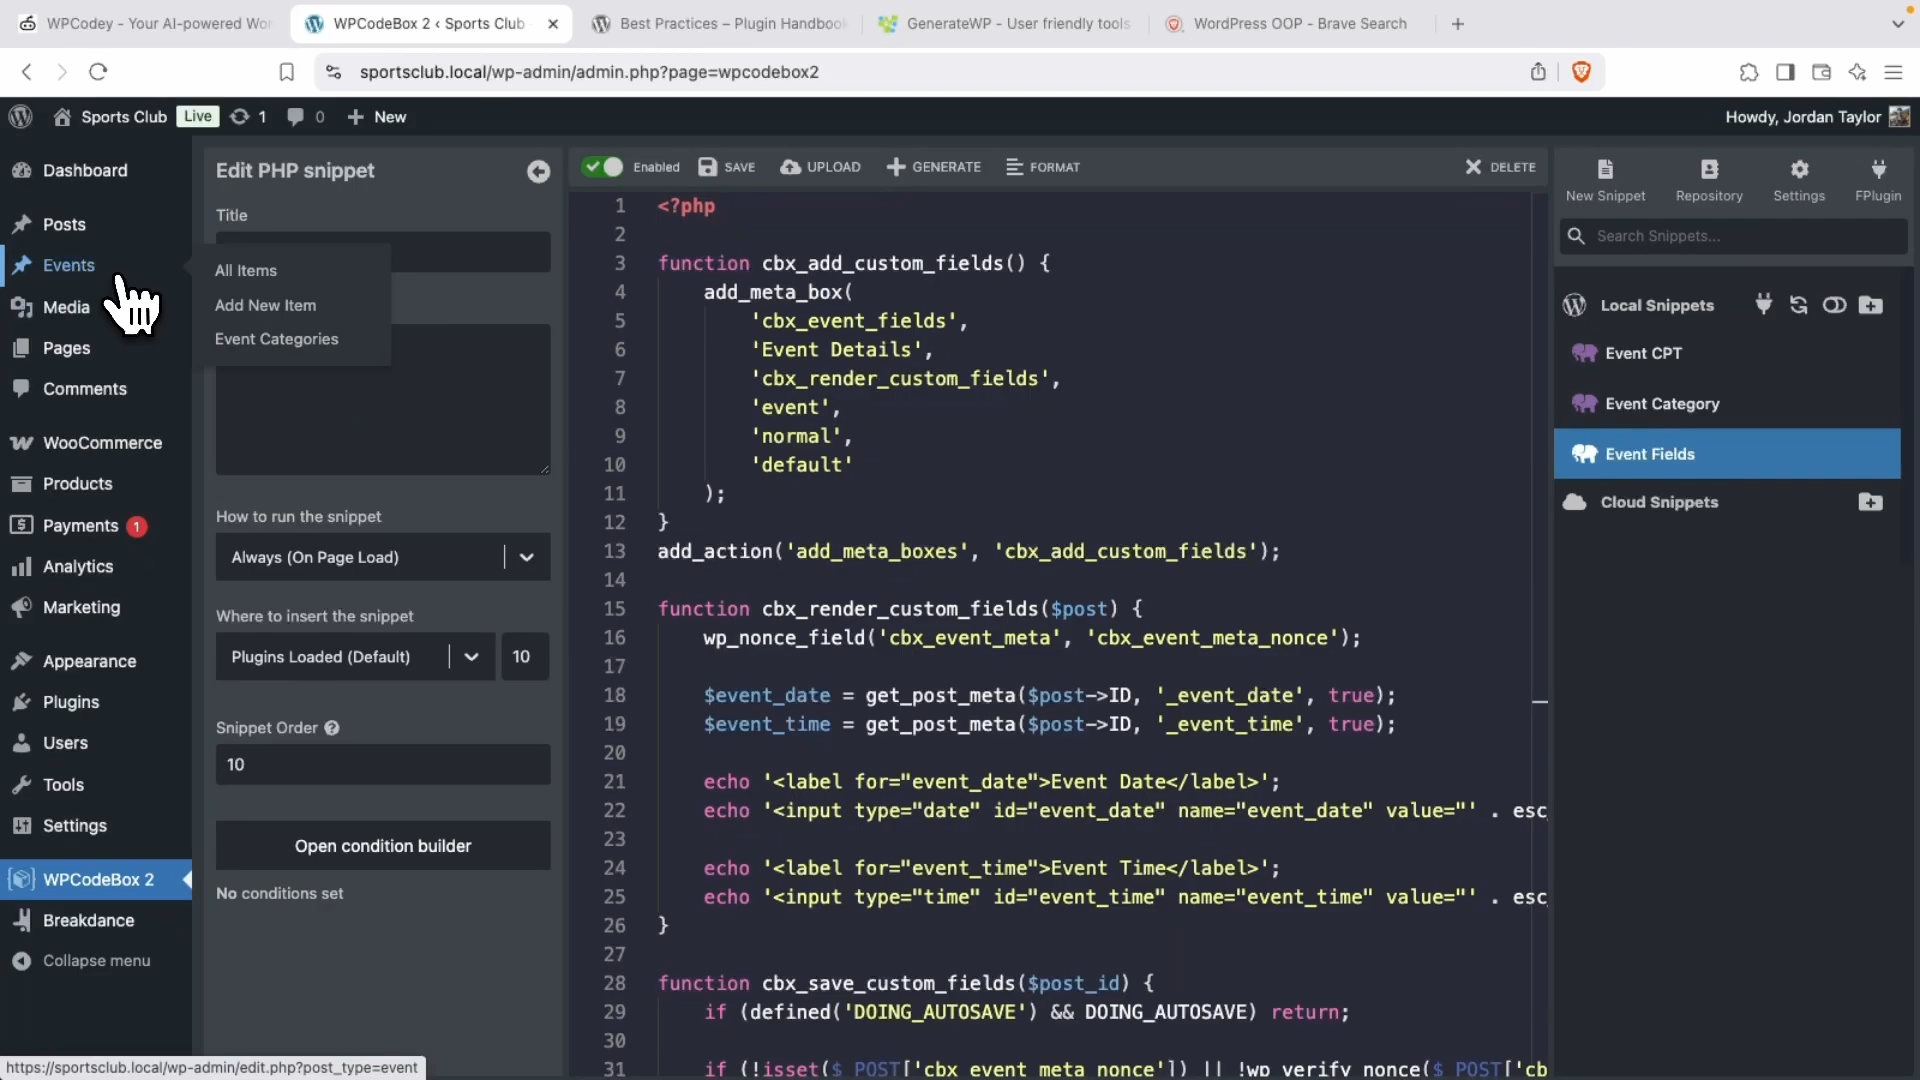 WPCodey - Your AI-powered Wor
WPCodeBox 2 ‹ Sports Club
Best Practices – Plugin Handbook
GenerateWP - User friendly tools
WordPress OOP - Brave Search
sportsclub.local/wp-admin/admin.php?page=wpcodebox2
Sports Club
Live
1
0
New
Howdy, Jordan Taylor
Dashboard
Posts
Events
Media
Pages
Comments
WooCommerce
Products
Payments 1
Analytics
Marketing
Appearance
Plugins
Users
Tools
Settings
WPCodeBox 2
Breakdance
Collapse menu
All Items
Add New Item
Event Categories
Edit PHP snippet
Title
How to run the snippet
Always (On Page Load)
Where to insert the snippet
Plugins Loaded (Default)
10
Snippet Order
10
Open condition builder
No conditions set
Enabled
SAVE
UPLOAD
GENERATE
FORMAT
DELETE
1 <?php
2
3 function cbx_add_custom_fields() {
4 add_meta_box(
5 'cbx_event_fields',
6 'Event Details',
7 'cbx_render_custom_fields',
8 'event',
9 'normal',
10 'default'
11 );
12 }
13 add_action('add_meta_boxes', 'cbx_add_custom_fields');
14
15 function cbx_render_custom_fields($post) {
16 wp_nonce_field('cbx_event_meta', 'cbx_event_meta_nonce');
17
18 $event_date = get_post_meta($post->ID, '_event_date', true);
19 $event_time = get_post_meta($post->ID, '_event_time', true);
20
21 echo '<label for="event_date">Event Date</label>';
22 echo '<input type="date" id="event_date" name="event_date" value="' . esc_
23
24 echo '<label for="event_time">Event Time</label>';
25 echo '<input type="time" id="event_time" name="event_time" value="' . esc_
26 }
27
28 function cbx_save_custom_fields($post_id) {
29 if (defined('DOING_AUTOSAVE') && DOING_AUTOSAVE) return;
30
31 if (!isset($_POST['cbx_event_meta_nonce']) || !wp_verify_nonce($_POST['cb
New Snippet
Repository
Settings
FPlugin
Search Snippets...
Local Snippets
Event CPT
Event Category
Event Fields
Cloud Snippets
https://sportsclub.local/wp-admin/edit.php?post_type=event